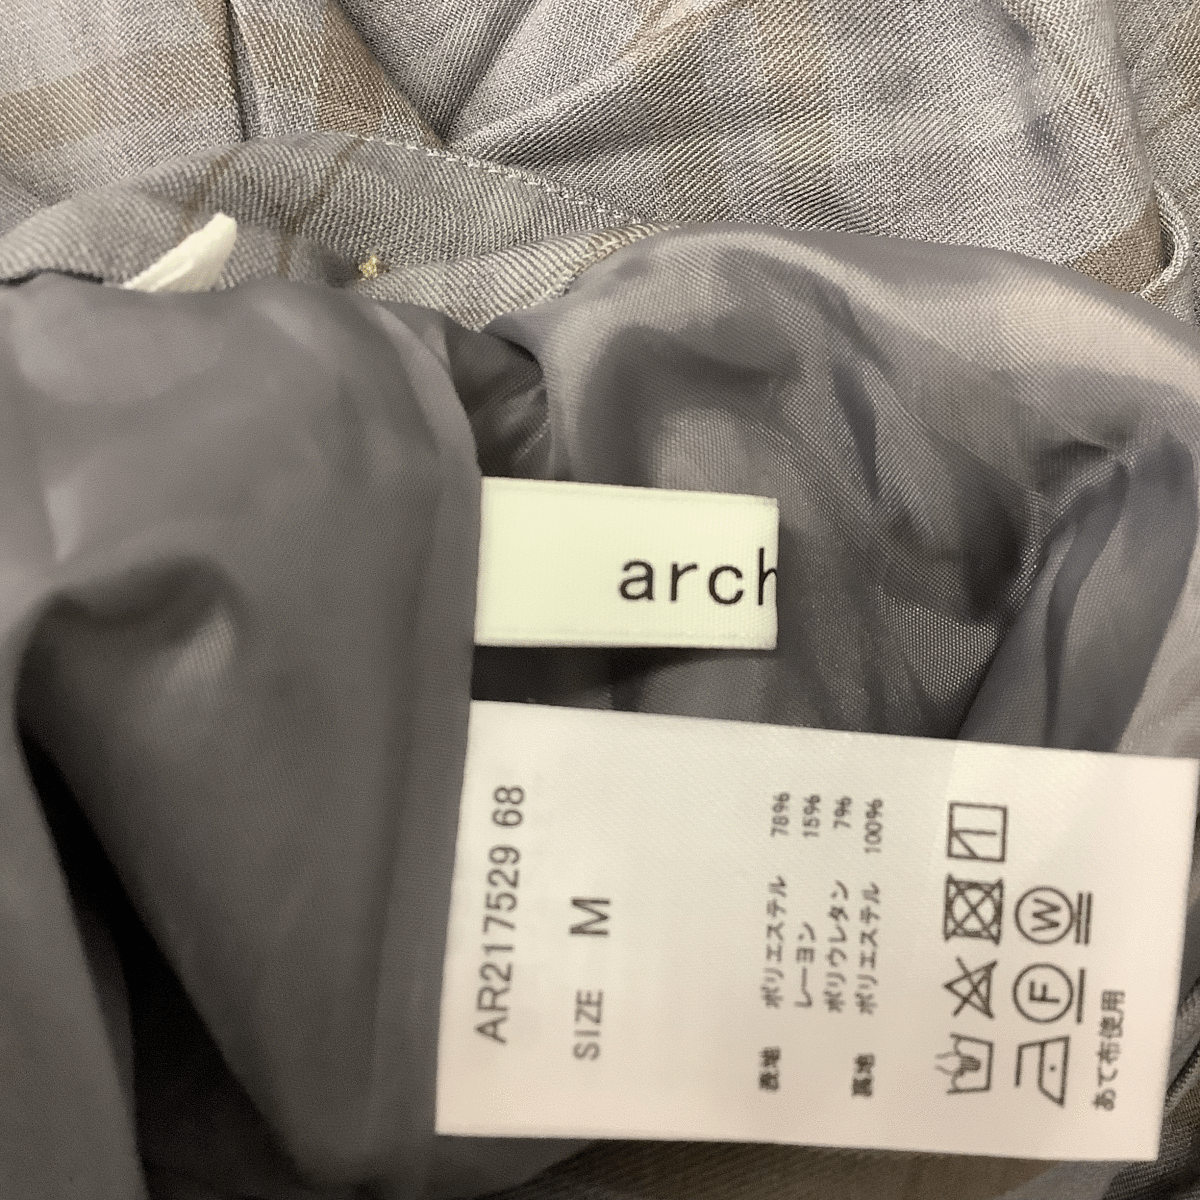 arch
AR217529 68
SIZE M
表地 ポリエステル 78%
レーヨン 15%
ポリウレタン 7%
裏地 ポリエステル 100%
F W
あて布使用